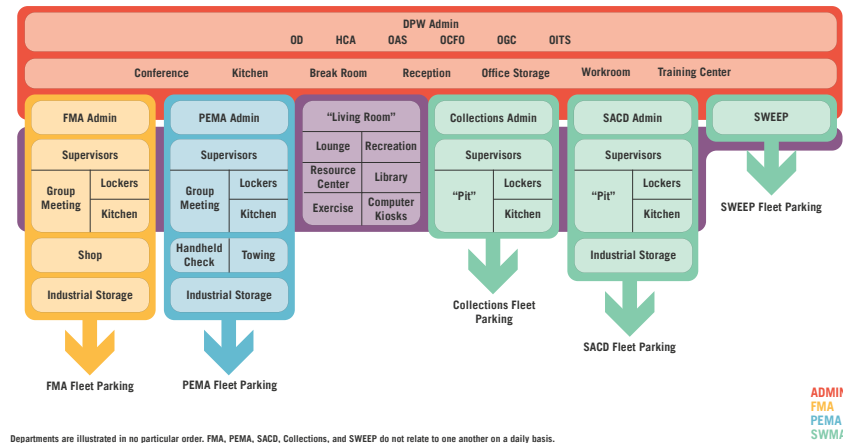 DPW Admin
OD HCA OAS OCFO OGC OITS
Conference Kitchen Break Room Reception Office Storage Workroom Training Center
FMA Admin
Supervisors
Group
Meeting
Lockers
Kitchen
Shop
Industrial Storage
FMA Fleet Parking
PEMA Admin
Supervisors
Group
Meeting
Lockers
Kitchen
Handheld
Check
Towing
Industrial Storage
PEMA Fleet Parking
“Living Room”
Lounge
Recreation
Resource
Center
Library
Exercise
Computer
Kiosks
Collections Admin
Supervisors
“Pit”
Lockers
Kitchen
Collections Fleet
Parking
SACD Admin
Supervisors
“Pit”
Lockers
Kitchen
Industrial Storage
SACD Fleet Parking
SWEEP
SWEEP Fleet Parking
ADMIN
FMA
PEMA
SWMA
Departments are illustrated in no particular order. FMA, PEMA, SACD, Collections, and SWEEP do not relate to one another on a daily basis.